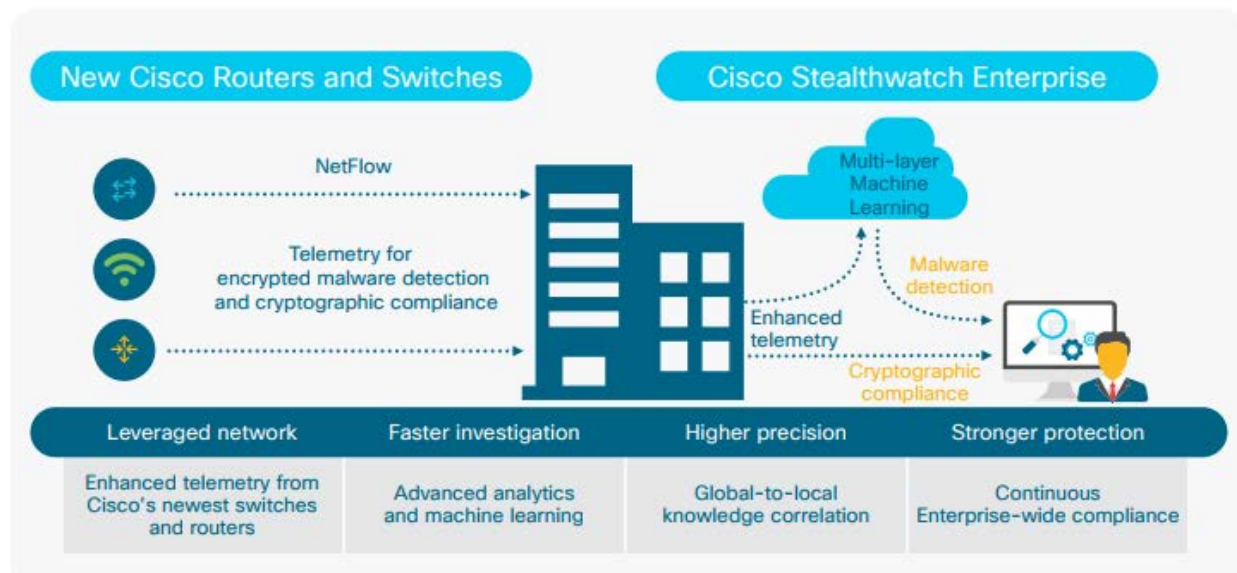 New Cisco Routers and Switches
Cisco Stealthwatch Enterprise
NetFlow
Telemetry for
encrypted malware detection
and cryptographic compliance
Multi-layer
Machine
Learning
Malware
detection
Enhanced
telemetry
Cryptographic
compliance
Leveraged network
Faster investigation
Higher precision
Stronger protection
Enhanced telemetry from
Cisco's newest switches
and routers
Advanced analytics
and machine learning
Global-to-local
knowledge correlation
Continuous
Enterprise-wide compliance